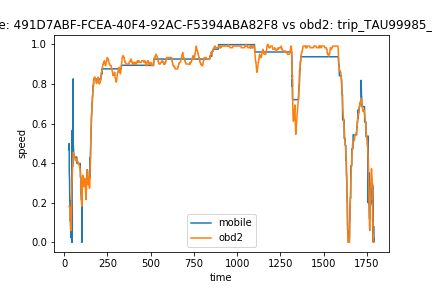 e: 491D7ABF-FCEA-40F4-92AC-F5394ABA82F8 vs obd2: trip_TAU99985_
1.0
0.8
0.6
0.4
0.2
0.0
speed
mobile
obd2
0 250 500 750 1000 1250 1500 1750
time